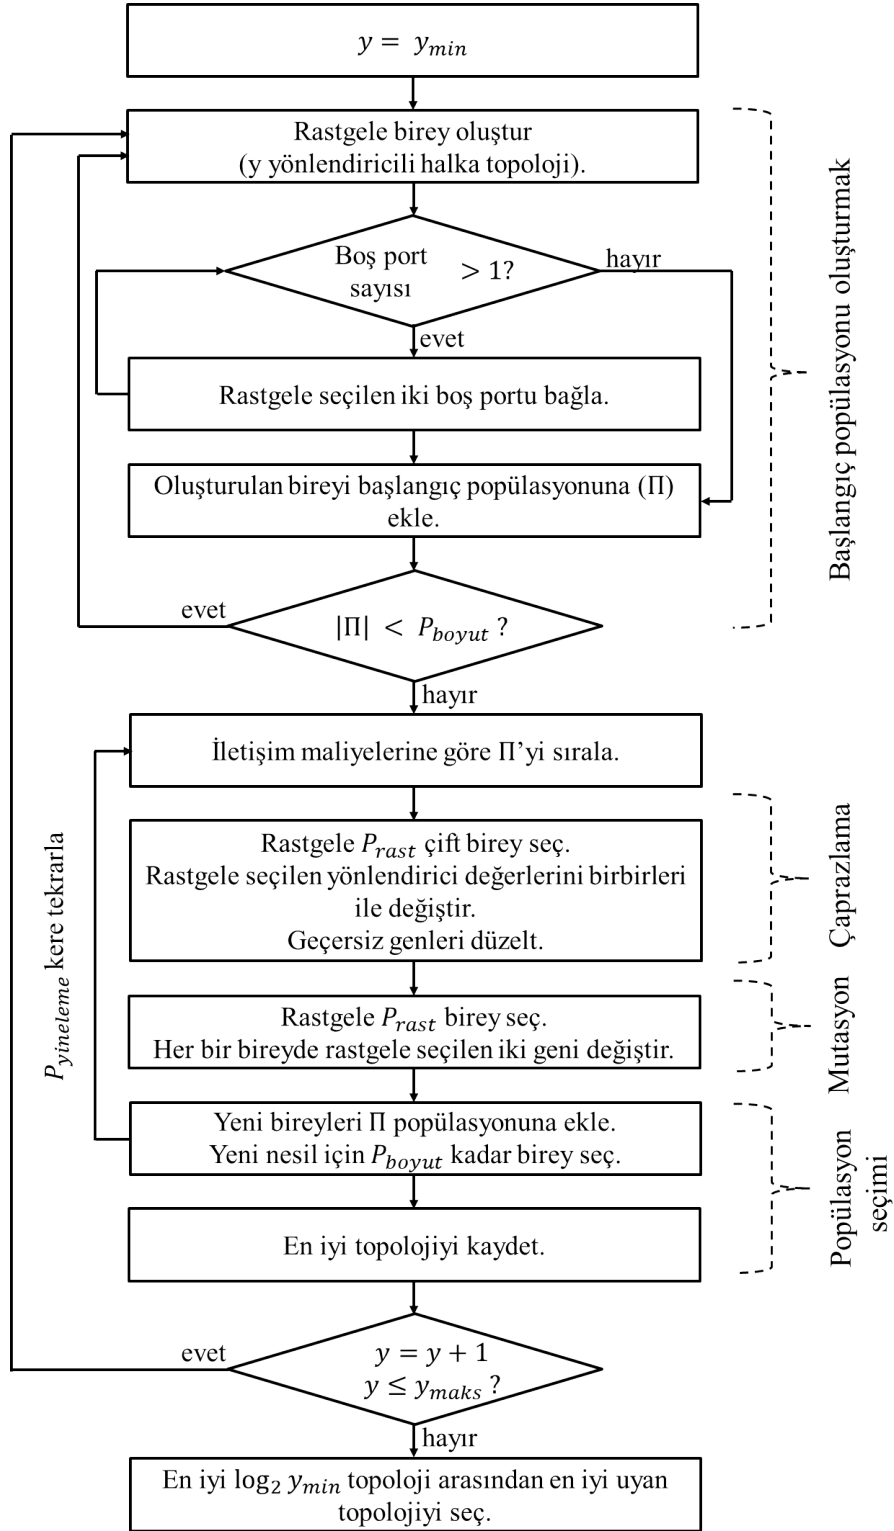 y = y_min
Rastgele birey oluştur
(y yönlendiricili halka topoloji).
Boş port
sayısı
> 1?
hayır
evet
Rastgele seçilen iki boş portu bağla.
Oluşturulan bireyi başlangıç popülasyonuna (Π)
ekle.
evet
|Π| < P_boyut ?
hayır
Başlangıç popülasyonu oluşturmak
İletişim maliyelerine göre Π’yi sırala.
Rastgele P_rast çift birey seç.
Rastgele seçilen yönlendirici değerlerini birbirleri
ile değiştir.
Geçersiz genleri düzelt.
Çaprazlama
P_yineleme kere tekrarla
Rastgele P_rast birey seç.
Her bir bireyde rastgele seçilen iki geni değiştir.
Mutasyon
Yeni bireyleri Π popülasyonuna ekle.
Yeni nesil için P_boyut kadar birey seç.
En iyi topolojiyi kaydet.
Popülasyon
seçimi
evet
y = y + 1
y ≤ y_maks ?
hayır
En iyi log₂ y_min topoloji arasından en iyi uyan
topolojiyi seç.